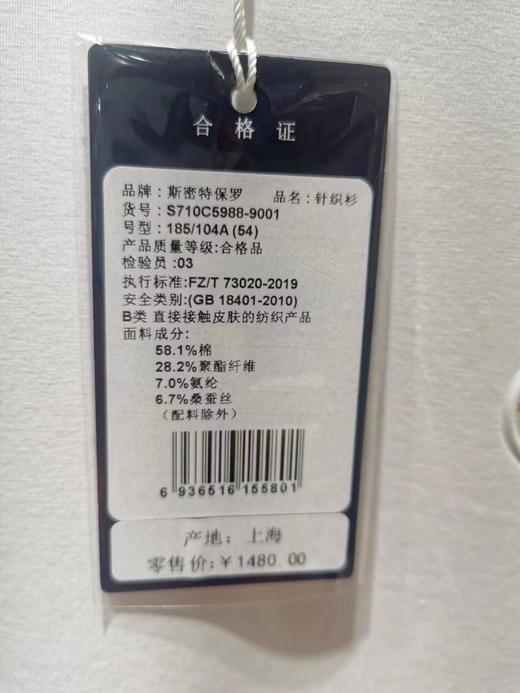 合格证
品牌：斯密特保罗 品名：针织衫
货号：S710C5988-9001
号型：185/104A (54)
产品质量等级:合格品
检验员:03
执行标准:FZ/T 73020-2019
安全类别:(GB 18401-2010)
B类 直接接触皮肤的纺织产品
面料成分:
58.1%棉
28.2%聚酯纤维
7.0%氨纶
6.7%桑蚕丝
（配料除外）
6 936516 155801
产地：上海
零售价:￥1480.00